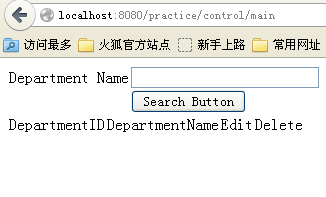 localhost:8080/practice/control/main
访问最多 火狐官方站点 新手上路 常用网址
Department Name
Search Button
DepartmentIDDepartmentNameEditDelete